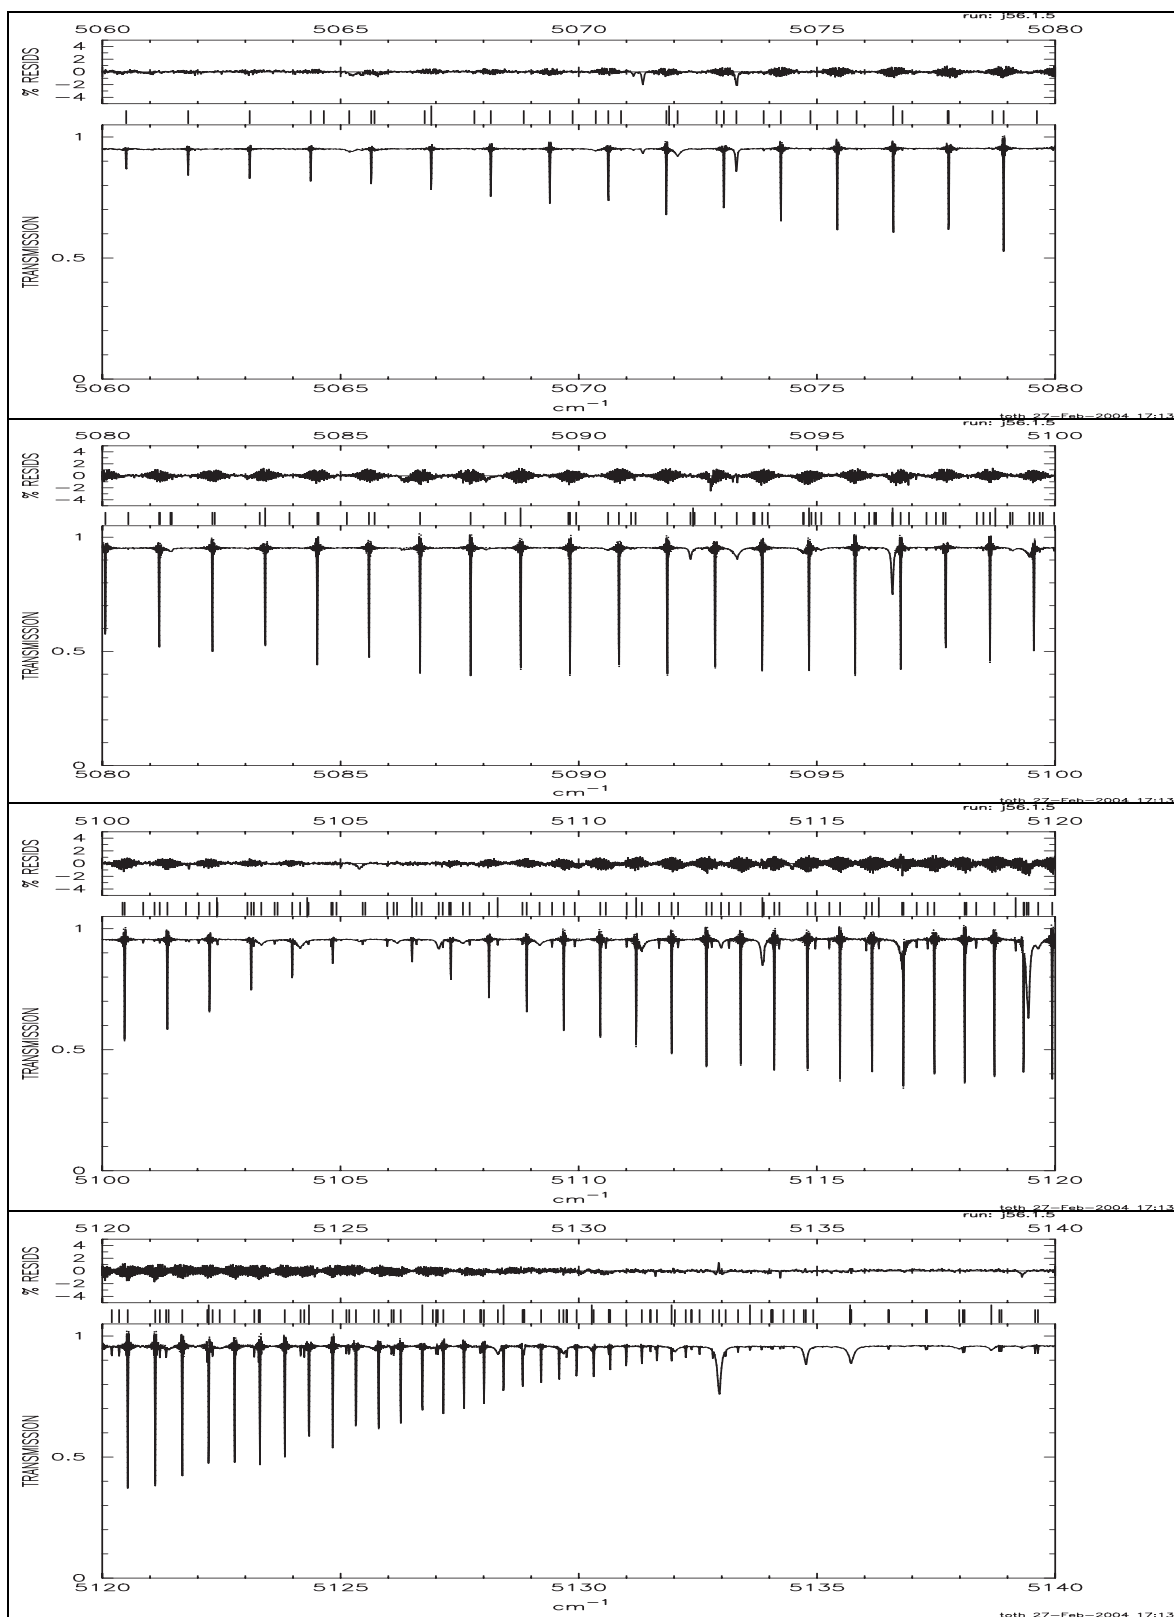 run: j56.1.5
5060 5065 5070 5075 5080
% RESIDS
4
2
0
−2
−4
TRANSMISSION
1
0.5
0
5060 5065 5070 5075 5080
cm−1
toth 27−Feb−2004 17:13
run: j56.1.5
5080 5085 5090 5095 5100
% RESIDS
4
2
0
−2
−4
TRANSMISSION
1
0.5
0
5080 5085 5090 5095 5100
cm−1
toth 27−Feb−2004 17:13
run: j56.1.5
5100 5105 5110 5115 5120
% RESIDS
4
2
0
−2
−4
TRANSMISSION
1
0.5
0
5100 5105 5110 5115 5120
cm−1
toth 27−Feb−2004 17:13
run: j56.1.5
5120 5125 5130 5135 5140
% RESIDS
4
2
0
−2
−4
TRANSMISSION
1
0.5
0
5120 5125 5130 5135 5140
cm−1
toth 27−Feb−2004 17:13